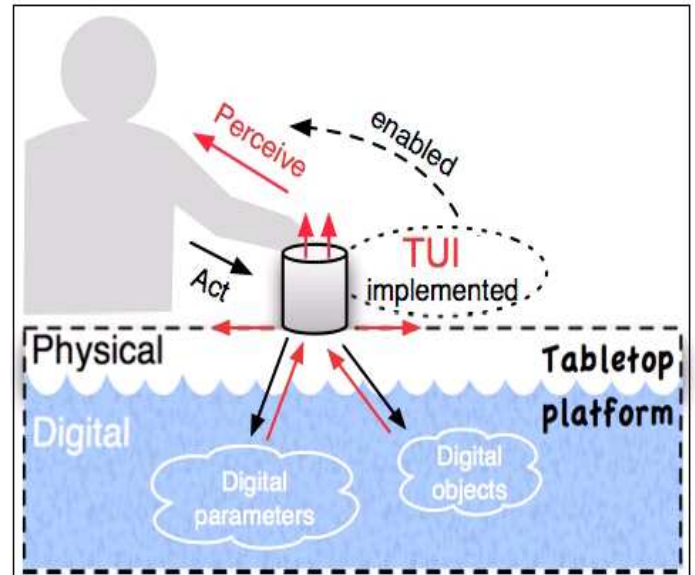 Perceive
enabled
TUI
implemented
Act
Physical
Tabletop
platform
Digital
Digital
parameters
Digital
objects